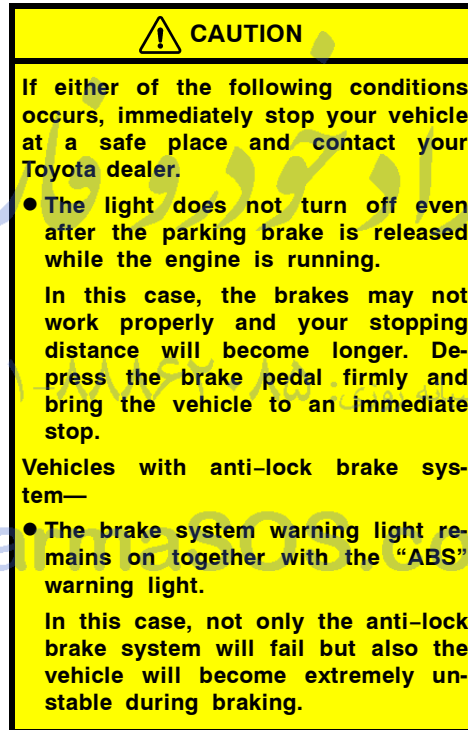 CAUTION
If either of the following conditions
occurs, immediately stop your vehicle
at a safe place and contact your
Toyota dealer.
● The light does not turn off even
after the parking brake is released
while the engine is running.
In this case, the brakes may not
work properly and your stopping
distance will become longer. De-
press the brake pedal firmly and
bring the vehicle to an immediate
stop.
Vehicles with anti–lock brake sys-
tem—
● The brake system warning light re-
mains on together with the “ABS”
warning light.
In this case, not only the anti–lock
brake system will fail but also the
vehicle will become extremely un-
stable during braking.